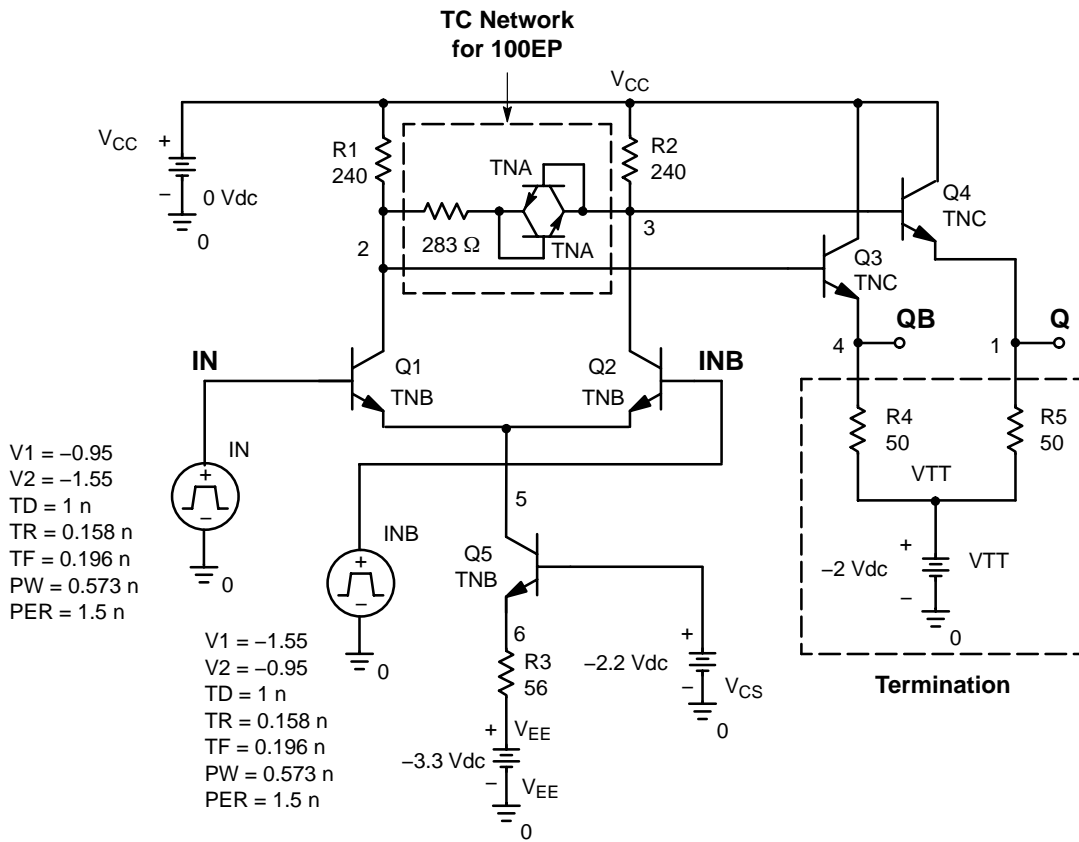 TC Network
for 100EP
VCC
VCC
+
−
0 Vdc
0
R1
240
TNA
283 Ω
TNA
R2
240
2
3
Q4
TNC
Q3
TNC
QB
Q
4
1
IN
Q1
TNB
Q2
TNB
INB
R4
50
R5
50
VTT
+
−2 Vdc
VTT
−
0
Termination
V1 = −0.95
V2 = −1.55
TD = 1 n
TR = 0.158 n
TF = 0.196 n
PW = 0.573 n
PER = 1.5 n
IN
+
−
0
INB
+
−
0
V1 = −1.55
V2 = −0.95
TD = 1 n
TR = 0.158 n
TF = 0.196 n
PW = 0.573 n
PER = 1.5 n
5
Q5
TNB
6
R3
56
+
VEE
−3.3 Vdc
−
VEE
0
+
−2.2 Vdc
−
VCS
0